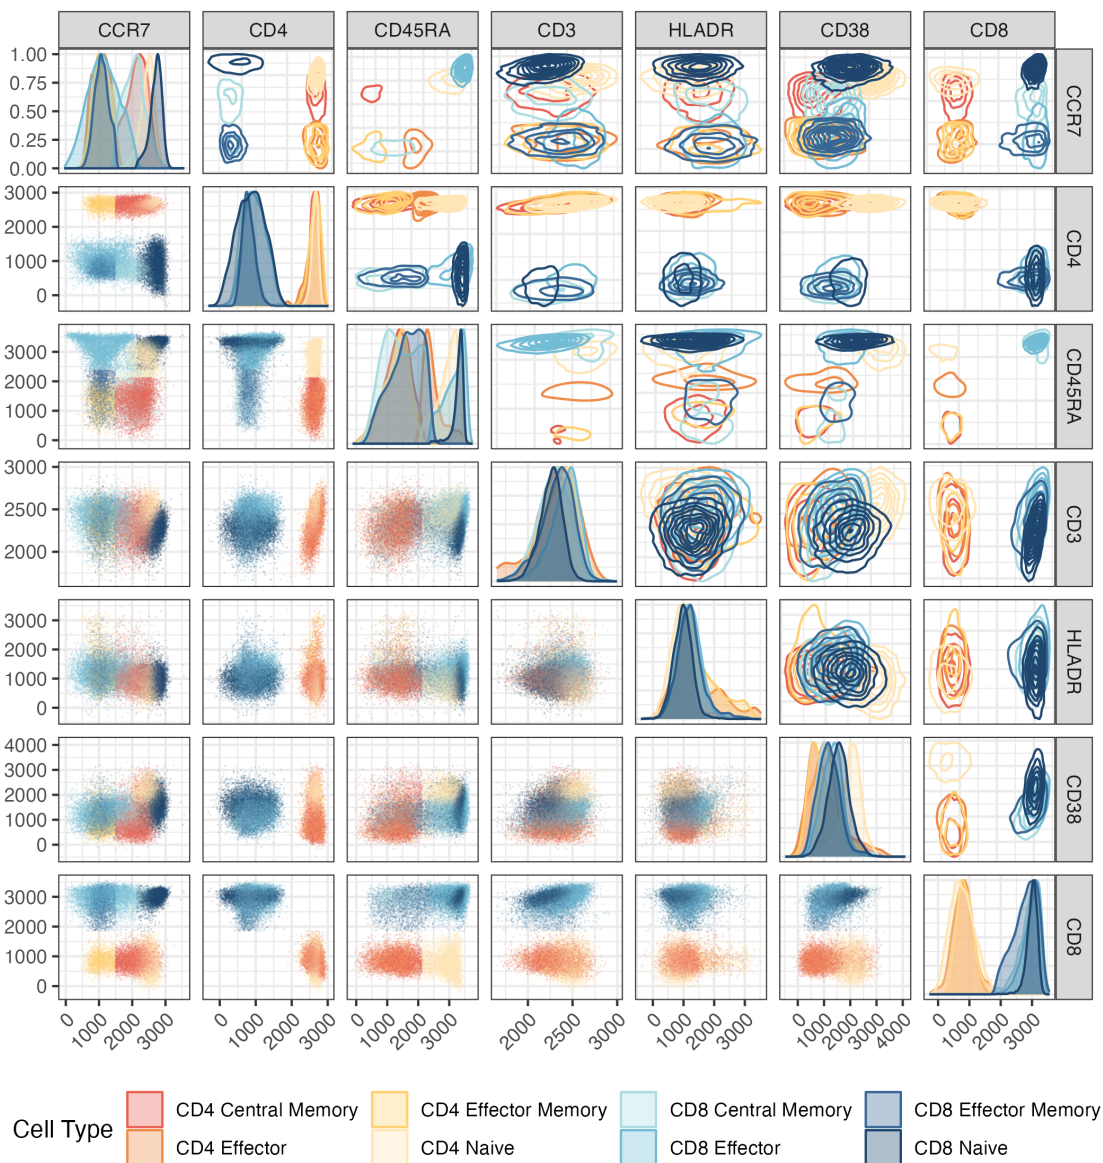 CCR7 CD4 CD45RA CD3 HLADR CD38 CD8
1.00
0.75
0.50
0.25
0.00
CCR7
3000
2000
1000
0
CD4
3000
2000
1000
0
CD45RA
3000
2500
2000
CD3
3000
2000
1000
0
HLADR
4000
3000
2000
1000
0
CD38
3000
2000
1000
0
CD8
0 1000 2000 3000 0 1000 2000 3000 0 1000 2000 3000 2000 2500 3000 0 1000 2000 3000 0 1000 2000 3000 4000 0 1000 2000 3000
Cell Type
CD4 Central Memory CD4 Effector Memory CD8 Central Memory CD8 Effector Memory
CD4 Effector CD4 Naive CD8 Effector CD8 Naive